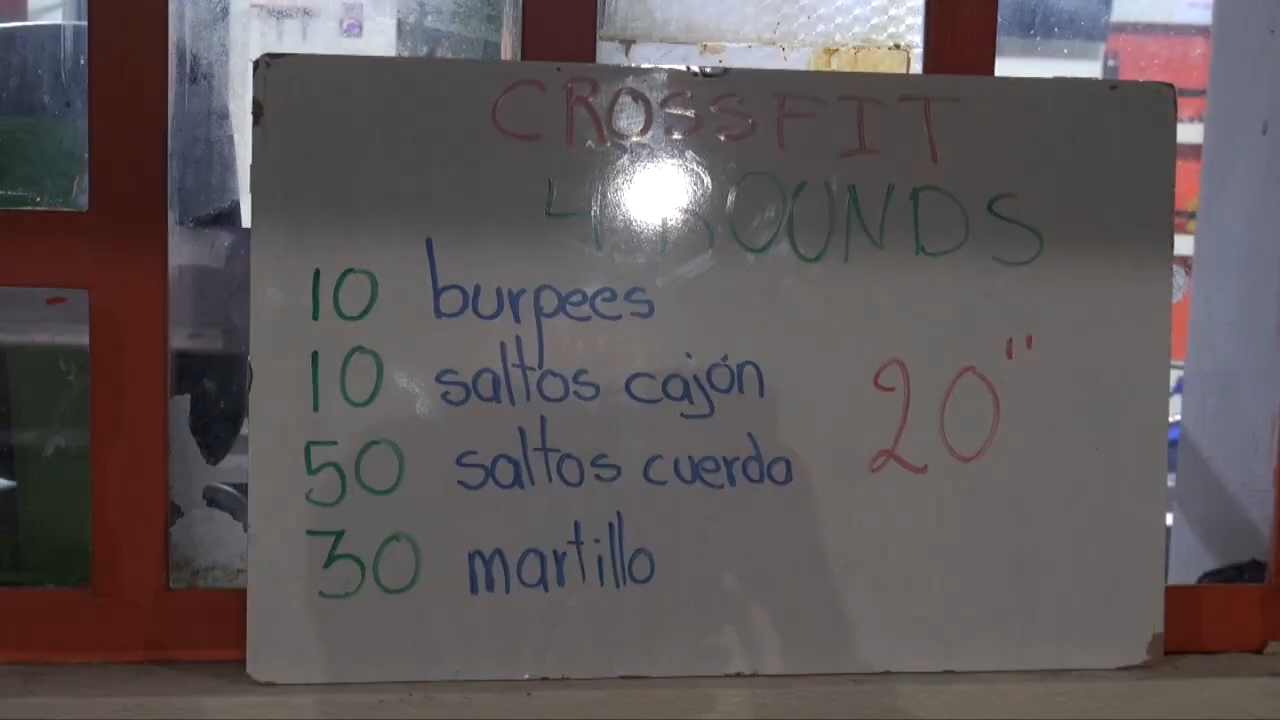 CROSSFIT
4 ROUNDS
10 burpees
10 saltos cajón
50 saltos cuerda
30 martillo
20"